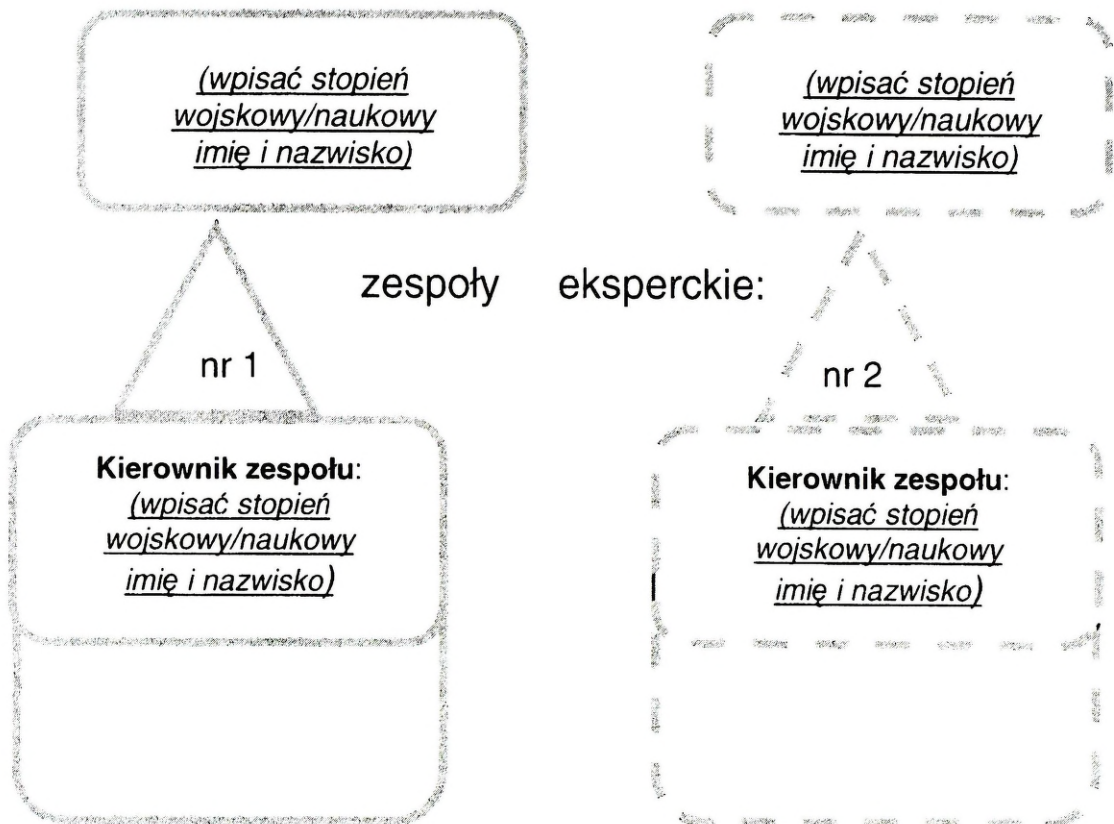 (wpisać stopień
wojskowy/naukowy
imię i nazwisko)
(wpisać stopień
wojskowy/naukowy
imię i nazwisko)
zespoły eksperckie:
nr 1
nr 2
Kierownik zespołu:
(wpisać stopień
wojskowy/naukowy
imię i nazwisko)
Kierownik zespołu:
(wpisać stopień
wojskowy/naukowy
imię i nazwisko)